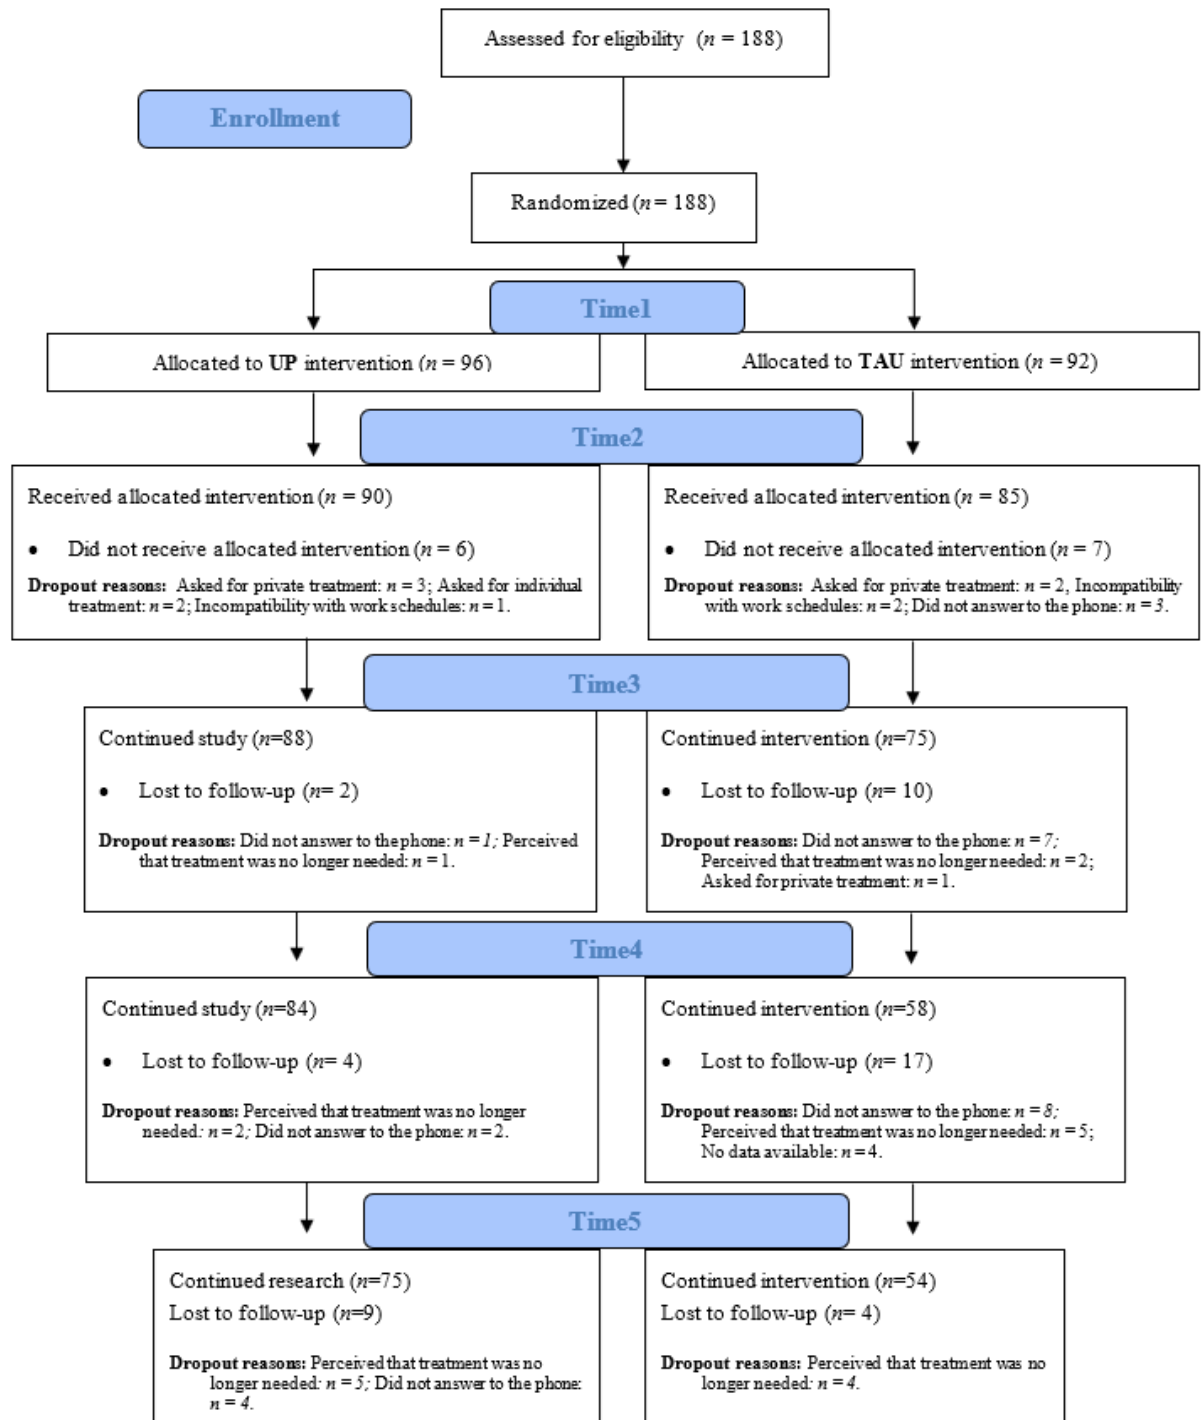 Assessed for eligibility (n = 188)
Enrollment
Randomized (n = 188)
Time1
Allocated to UP intervention (n = 96)
Allocated to TAU intervention (n = 92)
Time2
Received allocated intervention (n = 90)
• Did not receive allocated intervention (n = 6)
Dropout reasons: Asked for private treatment: n = 3; Asked for individual
treatment: n = 2; Incompatibility with work schedules: n = 1.
Received allocated intervention (n = 85)
• Did not receive allocated intervention (n = 7)
Dropout reasons: Asked for private treatment: n = 2, Incompatibility
with work schedules: n = 2; Did not answer to the phone: n = 3.
Time3
Continued study (n=88)
• Lost to follow-up (n= 2)
Dropout reasons: Did not answer to the phone: n = 1; Perceived
that treatment was no longer needed: n = 1.
Continued intervention (n=75)
• Lost to follow-up (n= 10)
Dropout reasons: Did not answer to the phone: n = 7;
Perceived that treatment was no longer needed: n = 2;
Asked for private treatment: n = 1.
Time4
Continued study (n=84)
• Lost to follow-up (n= 4)
Dropout reasons: Perceived that treatment was no longer
needed: n = 2; Did not answer to the phone: n = 2.
Continued intervention (n=58)
• Lost to follow-up (n= 17)
Dropout reasons: Did not answer to the phone: n = 8;
Perceived that treatment was no longer needed: n = 5;
No data available: n = 4.
Time5
Continued research (n=75)
Lost to follow-up (n=9)
Dropout reasons: Perceived that treatment was no
longer needed: n = 5; Did not answer to the phone:
n = 4.
Continued intervention (n=54)
Lost to follow-up (n= 4)
Dropout reasons: Perceived that treatment was no
longer needed: n = 4.